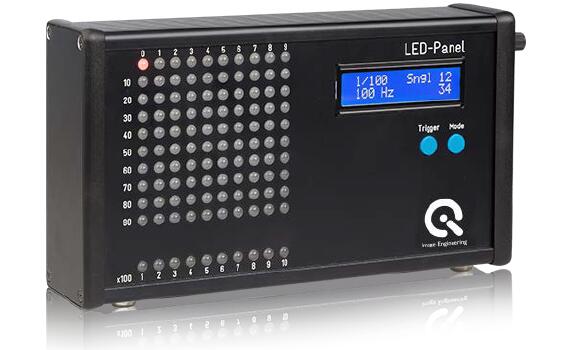 LED-Panel
0 1 2 3 4 5 6 7 8 9
10
20
30
40
50
60
70
80
90
x100 1 2 3 4 5 6 7 8 9 10
1/100 Sngl 12
100 Hz 34
Trigger Mode
Image Engineering